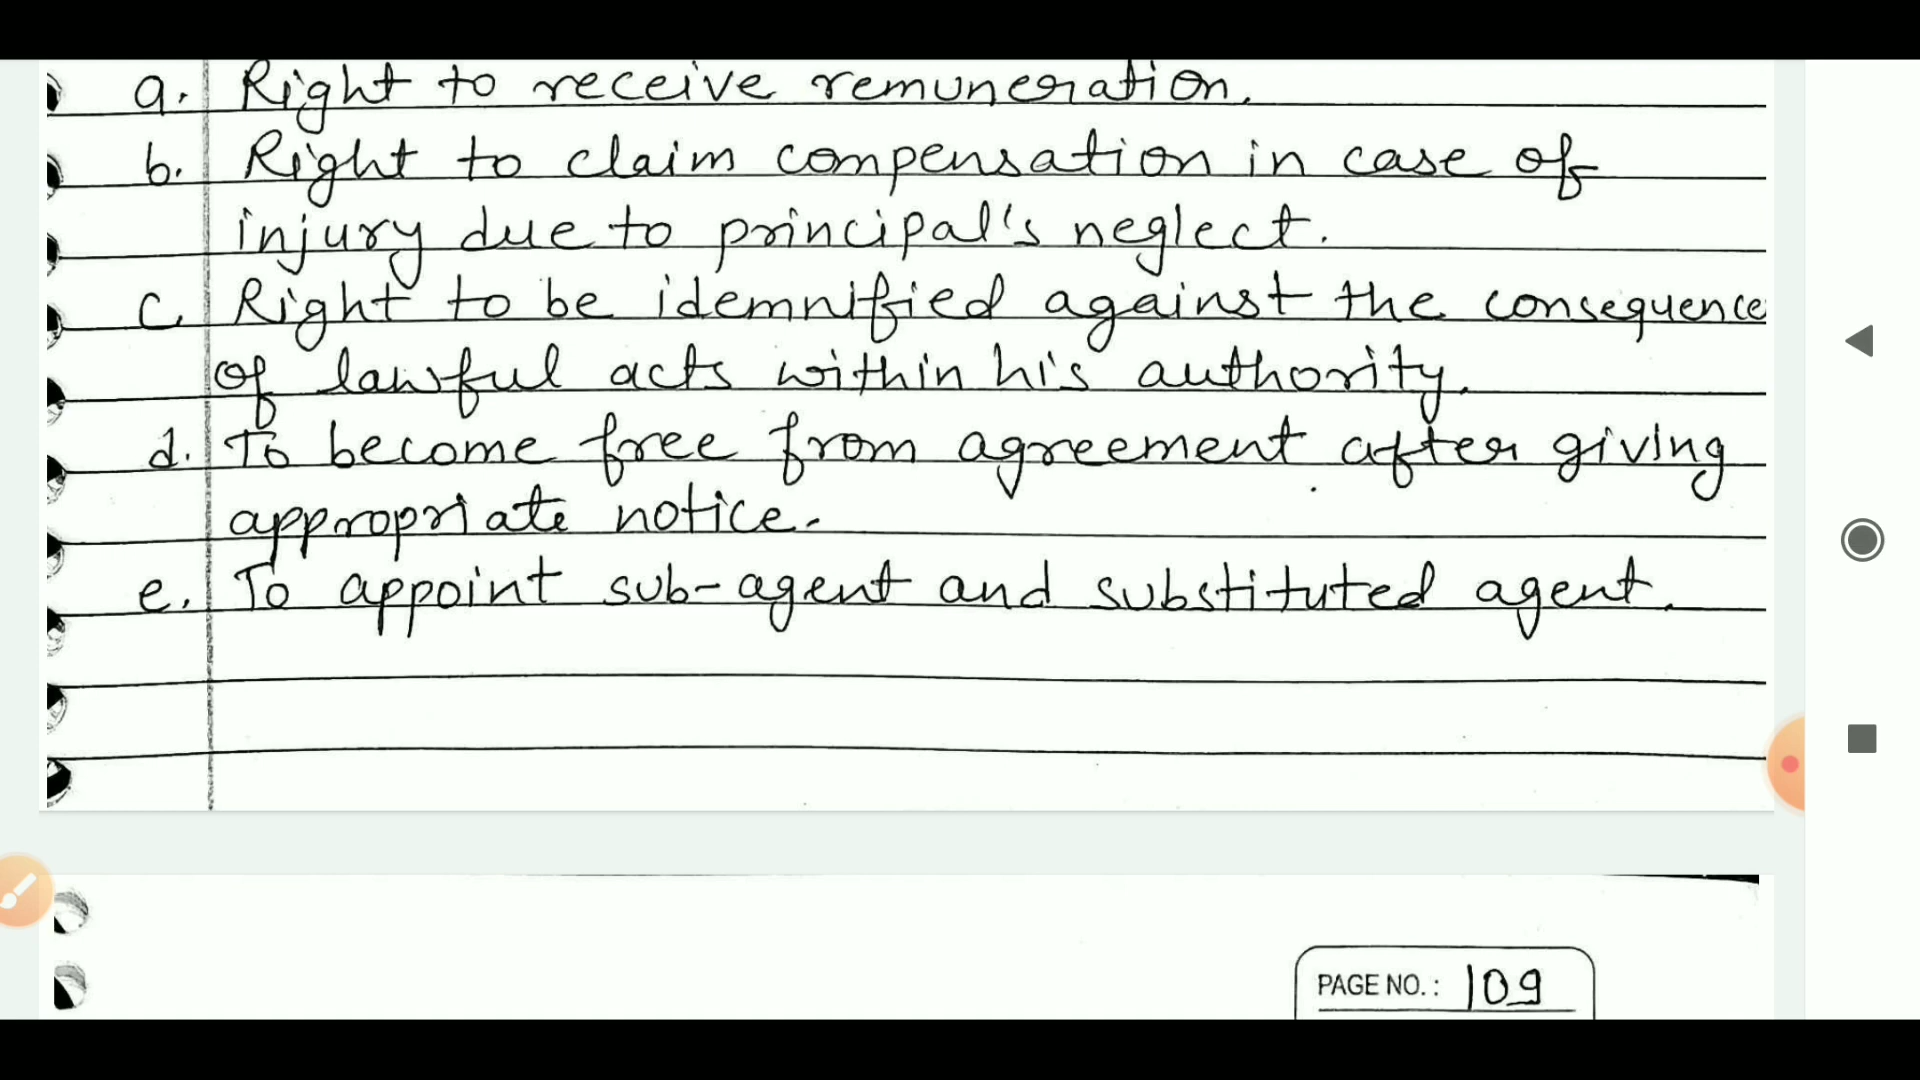 a. Right to receive remuneration.
b. Right to claim compensation in case of
injury due to principal's neglect.
c. Right to be idemnified against the consequence
of lawful acts within his authority.
d. To become free from agreement after giving
appropriate notice.
e. To appoint sub-agent and substituted agent.
PAGE NO.: 109